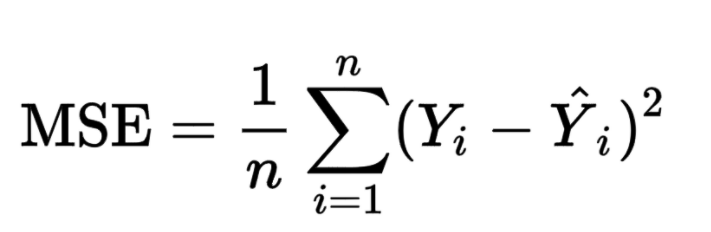 MSE = \frac{1}{n} \sum_{i=1}^{n} (Y_i - \hat{Y}_i)^2